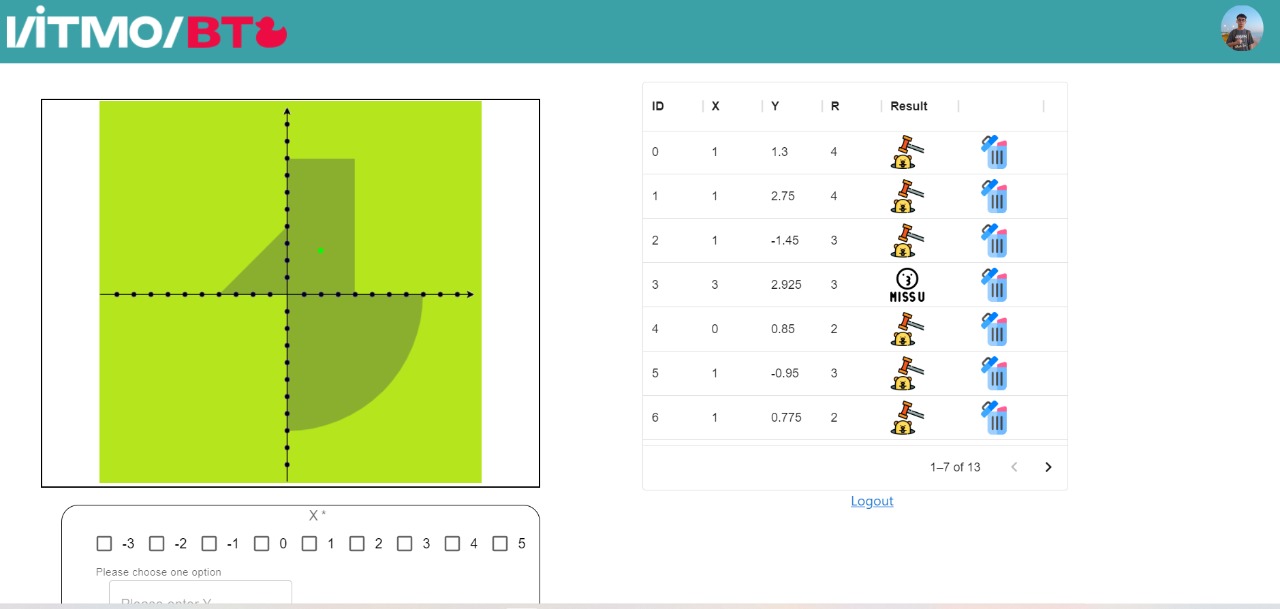 ITMO/BT
ID X Y R Result
0 1 1.3 4
1 1 2.75 4
2 1 -1.45 3
3 3 2.925 3 MISS U
4 0 0.85 2
5 1 -0.95 3
6 1 0.775 2
1–7 of 13
Logout
X *
-3 -2 -1 0 1 2 3 4 5
Please choose one option
Please enter Y